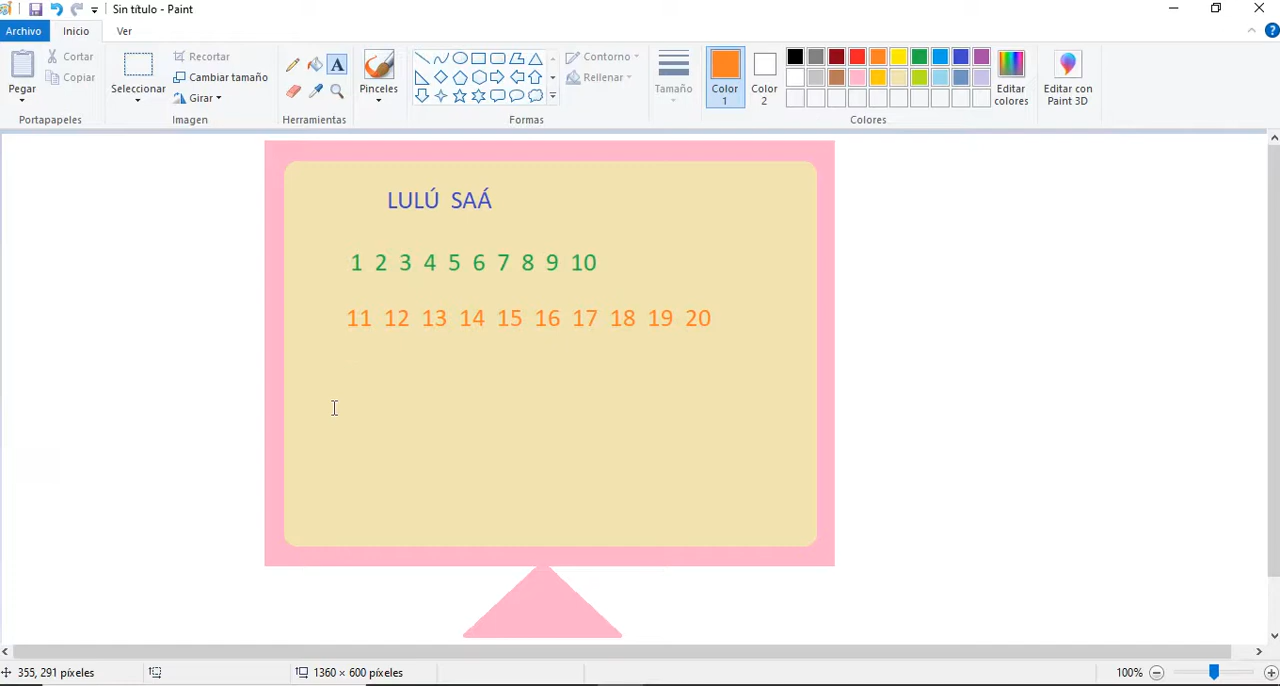 Sin título - Paint
Archivo Inicio Ver
Pegar
Cortar
Copiar
Portapapeles
Seleccionar
Recortar
Cambiar tamaño
Girar
Imagen
A
Herramientas
Pinceles
Contorno
Rellenar
Formas
Tamaño
Color 1
Color 2
Editar colores
Colores
Editar con Paint 3D
LULÚ SAÁ
1 2 3 4 5 6 7 8 9 10
11 12 13 14 15 16 17 18 19 20
355, 291 píxeles 1360 × 600 píxeles 100%